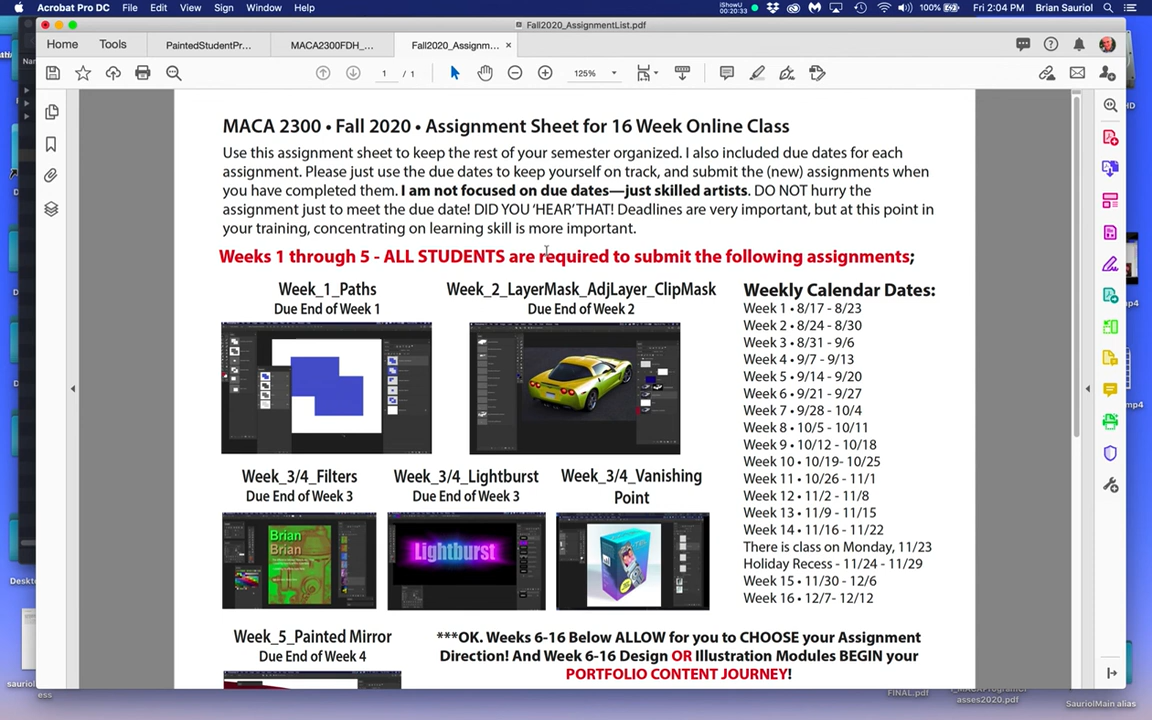 Acrobat Pro DC File Edit View Sign Window Help
iShowU
00:20:33
100%
Fri 2:04 PM Brian Sauriol
Fall2020_AssignmentList.pdf
Home Tools PaintedStudentPr... MACA2300FDH_... Fall2020_Assignm... ×
1 / 1 125%
MACA 2300 • Fall 2020 • Assignment Sheet for 16 Week Online Class
Use this assignment sheet to keep the rest of your semester organized. I also included due dates for each
assignment. Please just use the due dates to keep yourself on track, and submit the (new) assignments when
you have completed them. I am not focused on due dates—just skilled artists. DO NOT hurry the
assignment just to meet the due date! DID YOU 'HEAR' THAT! Deadlines are very important, but at this point in
your training, concentrating on learning skill is more important.
Weeks 1 through 5 - ALL STUDENTS are required to submit the following assignments;
Week_1_Paths
Due End of Week 1
Week_2_LayerMask_AdjLayer_ClipMask
Due End of Week 2
Week_3/4_Filters
Due End of Week 3
Brian
Brian
Week_3/4_Lightburst
Due End of Week 3
Lightburst
Week_3/4_Vanishing
Point
Week_5_Painted Mirror
Due End of Week 4
Weekly Calendar Dates:
Week 1 • 8/17 - 8/23
Week 2 • 8/24 - 8/30
Week 3 • 8/31 - 9/6
Week 4 • 9/7 - 9/13
Week 5 • 9/14 - 9/20
Week 6 • 9/21 - 9/27
Week 7 • 9/28 - 10/4
Week 8 • 10/5 - 10/11
Week 9 • 10/12 - 10/18
Week 10 • 10/19- 10/25
Week 11 • 10/26 - 11/1
Week 12 • 11/2 - 11/8
Week 13 • 11/9 - 11/15
Week 14 • 11/16 - 11/22
There is class on Monday, 11/23
Holiday Recess - 11/24 - 11/29
Week 15 • 11/30 - 12/6
Week 16 • 12/7- 12/12
***OK. Weeks 6-16 Below ALLOW for you to CHOOSE your Assignment
Direction! And Week 6-16 Design OR Illustration Modules BEGIN your
PORTFOLIO CONTENT JOURNEY!
FINAL.pdf
asses2020.pdf
SauriolMain alias